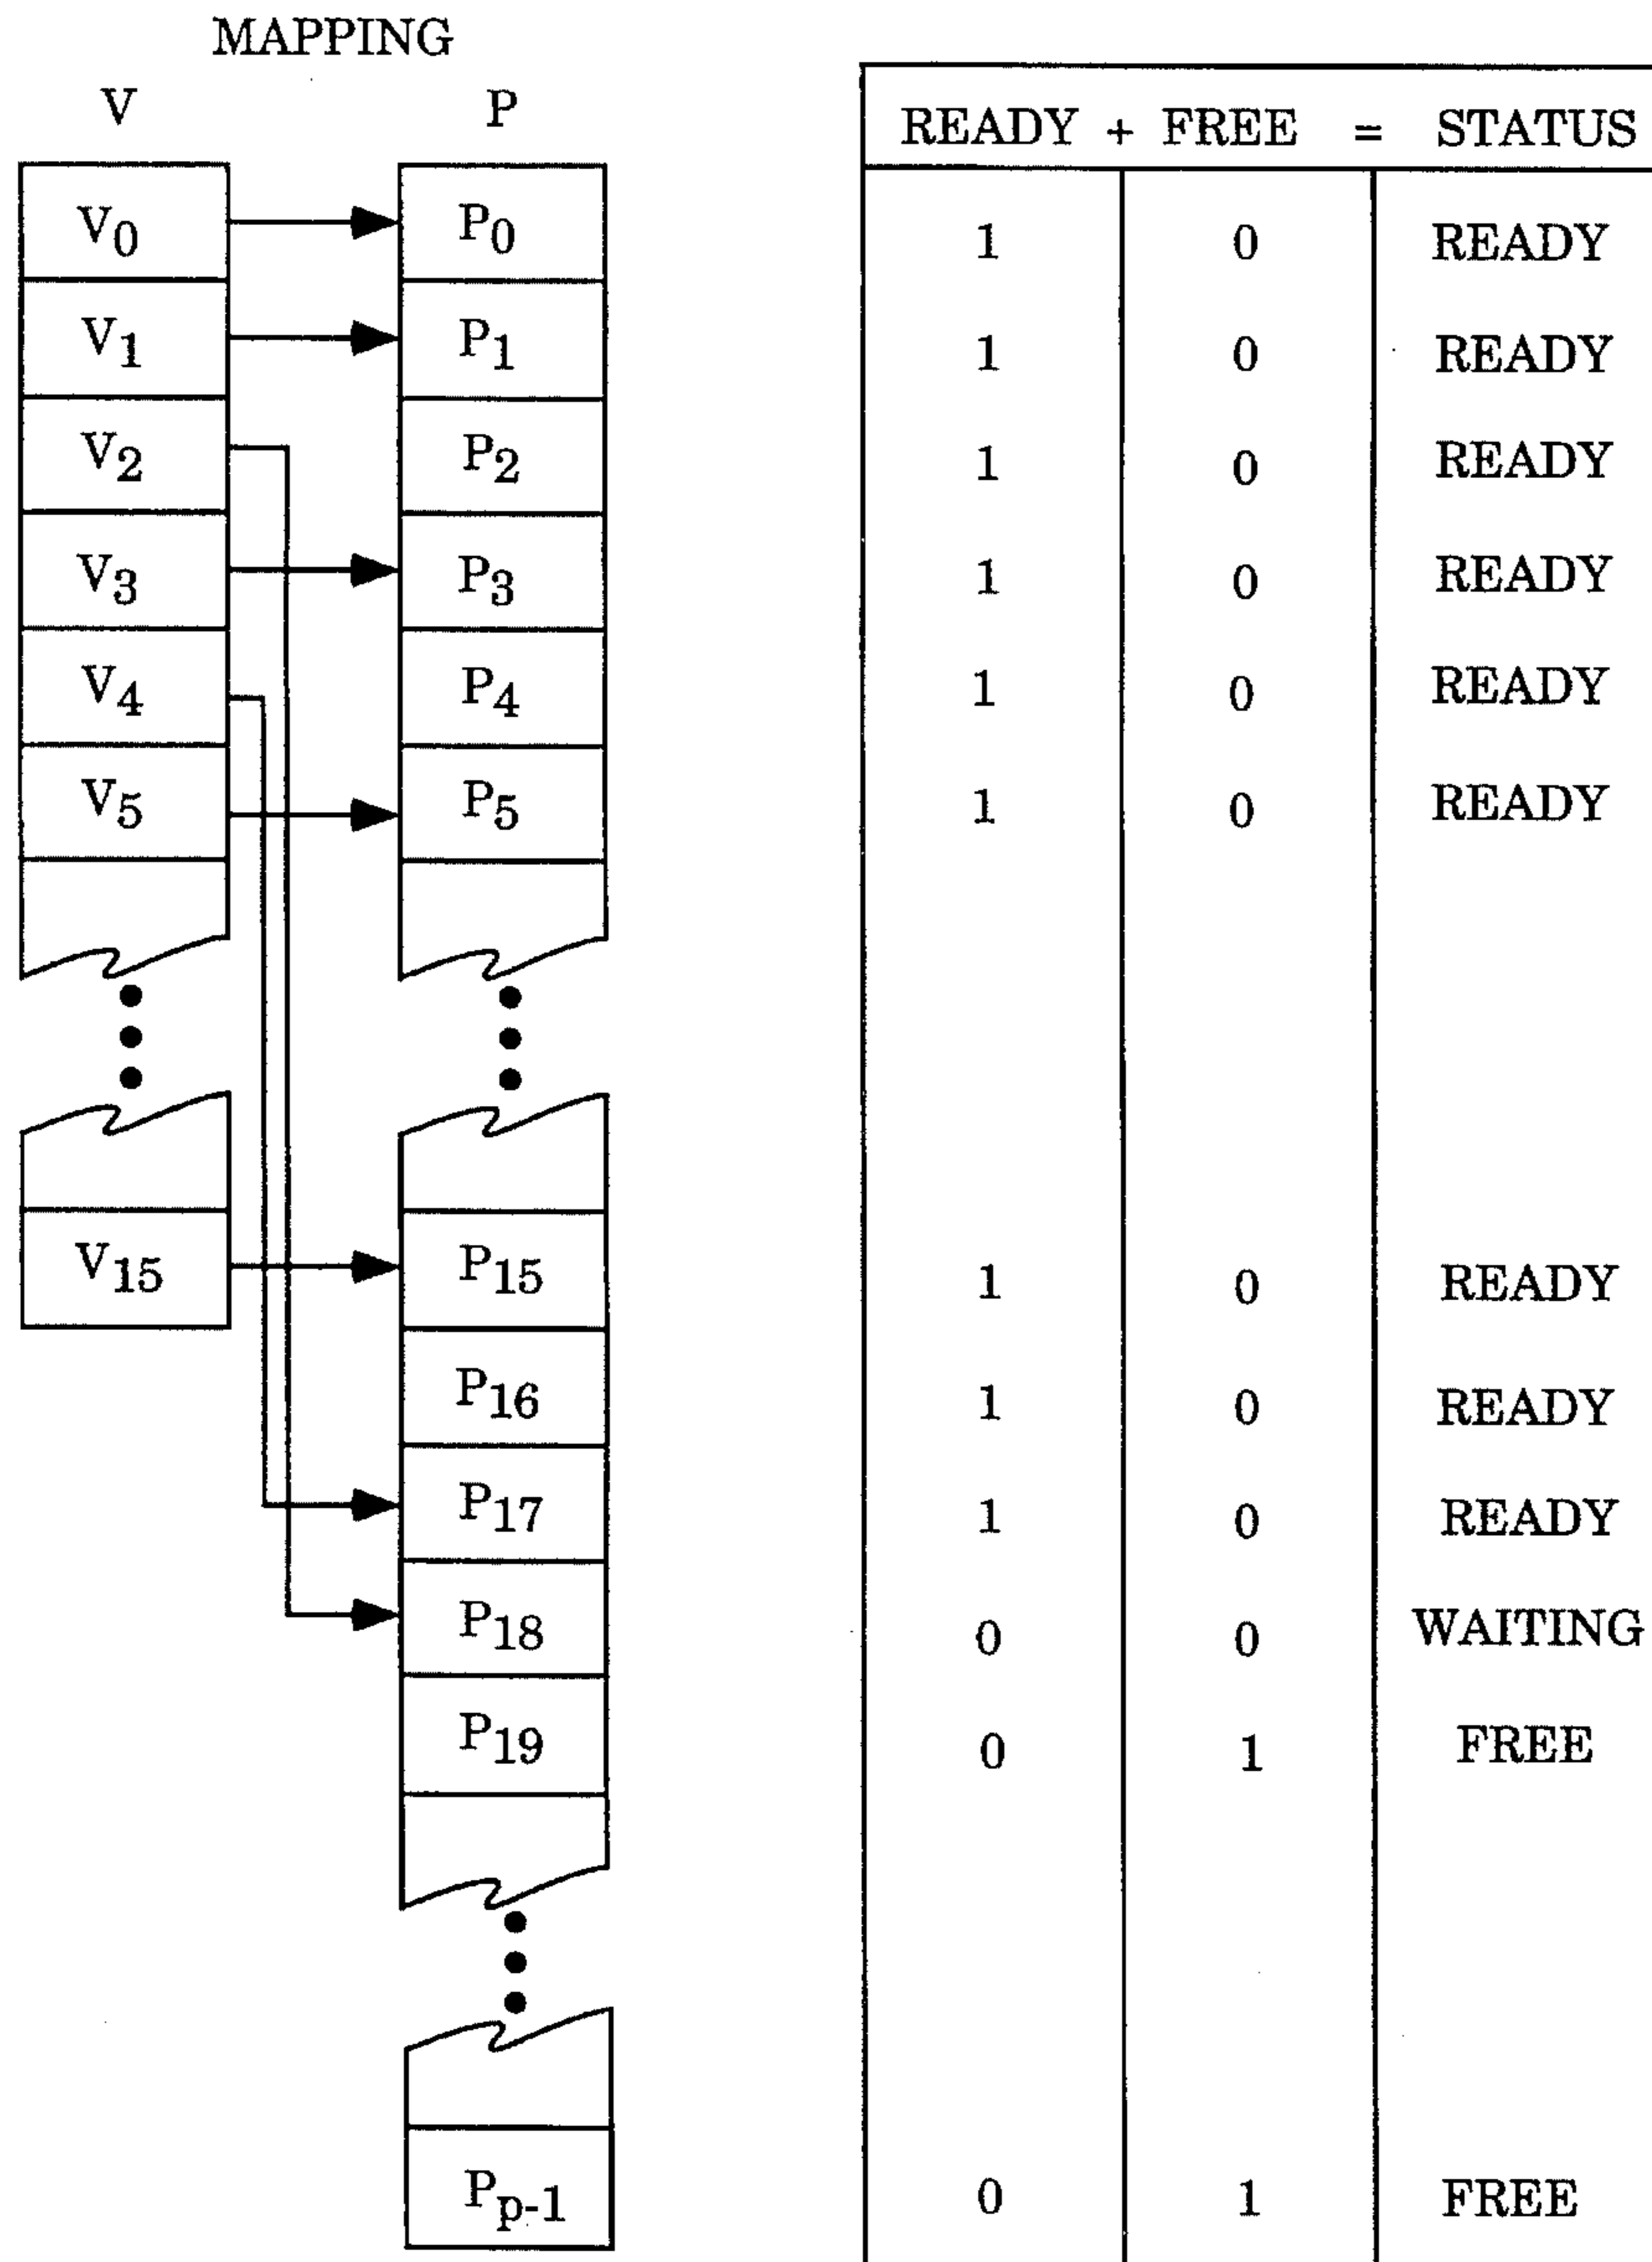 MAPPING
V P
READY + FREE = STATUS
V0 P0 1 0 READY
V1 P1 1 0 READY
V2 P2 1 0 READY
V3 P3 1 0 READY
V4 P4 1 0 READY
V5 P5 1 0 READY
V15 P15 1 0 READY
P16 1 0 READY
P17 1 0 READY
P18 0 0 WAITING
P19 0 1 FREE
Pp-1 0 1 FREE